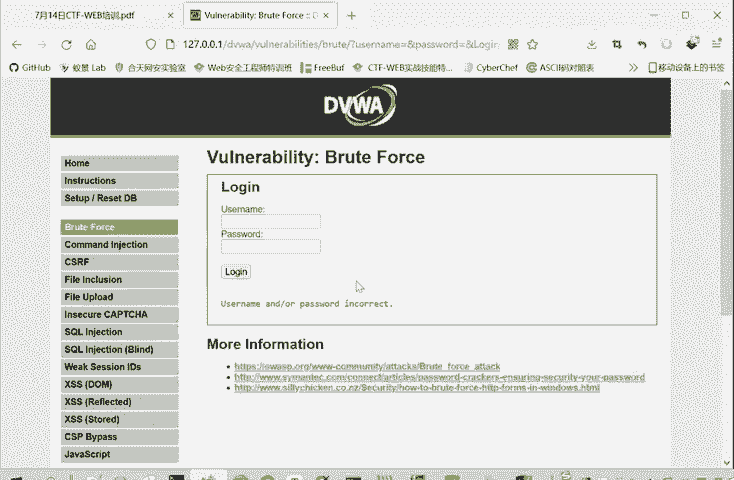 7月14日CTF-WEB培训.pdf
Vulnerability: Brute Force :: D
127.0.0.1/dvwa/vulnerabilities/brute/?username=&password=&Login
GitHub 蚁景 Lab 合天网安实验室 Web安全工程师特训班 FreeBuf CTF-WEB实战技能特... CyberChef ASCII码对照表 移动设备上的书签
DVWA
Home
Instructions
Setup / Reset DB
Brute Force
Command Injection
CSRF
File Inclusion
File Upload
Insecure CAPTCHA
SQL Injection
SQL Injection (Blind)
Weak Session IDs
XSS (DOM)
XSS (Reflected)
XSS (Stored)
CSP Bypass
JavaScript
Vulnerability: Brute Force
Login
Username:
Password:
Login
Username and/or password incorrect.
More Information
https://owasp.org/www-community/attacks/Brute_force_attack
http://www.symantec.com/connect/articles/password-crackers-ensuring-security-your-password
http://www.sillychicken.co.nz/Security/how-to-brute-force-http-forms-in-windows.html